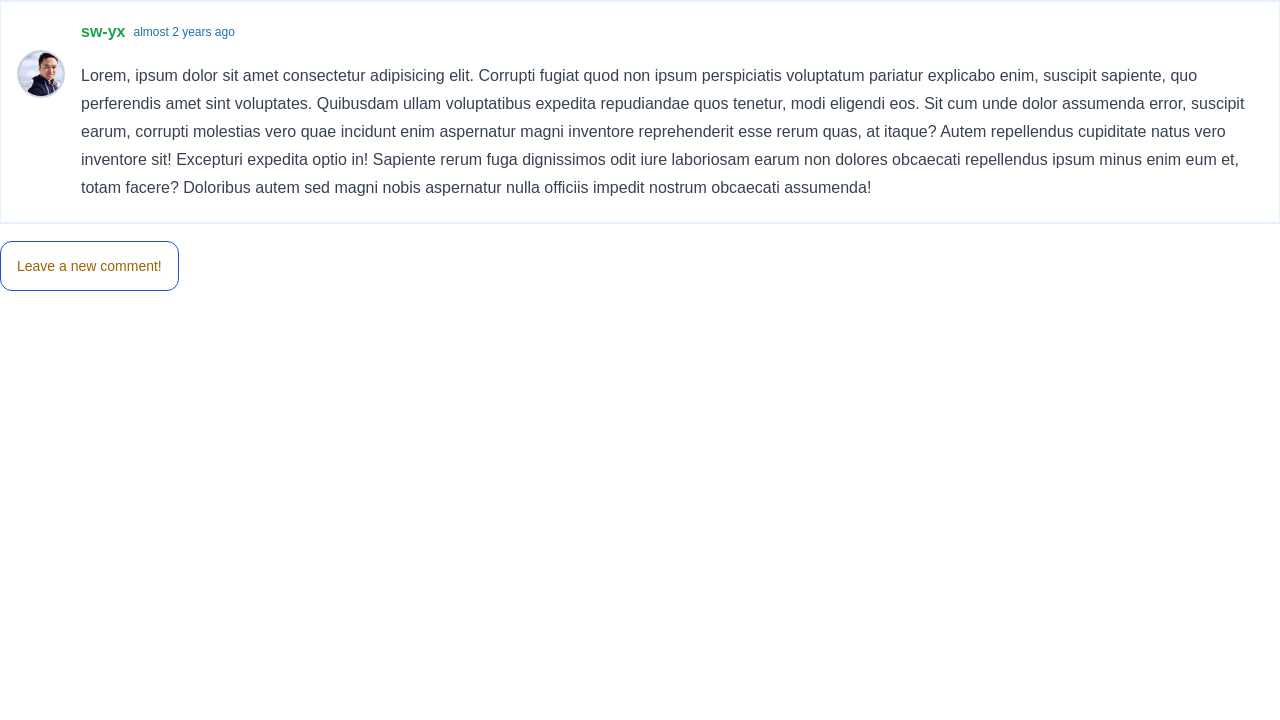 sw-yx almost 2 years ago
Lorem, ipsum dolor sit amet consectetur adipisicing elit. Corrupti fugiat quod non ipsum perspiciatis voluptatum pariatur explicabo enim, suscipit sapiente, quo
perferendis amet sint voluptates. Quibusdam ullam voluptatibus expedita repudiandae quos tenetur, modi eligendi eos. Sit cum unde dolor assumenda error, suscipit
earum, corrupti molestias vero quae incidunt enim aspernatur magni inventore reprehenderit esse rerum quas, at itaque? Autem repellendus cupiditate natus vero
inventore sit! Excepturi expedita optio in! Sapiente rerum fuga dignissimos odit iure laboriosam earum non dolores obcaecati repellendus ipsum minus enim eum et,
totam facere? Doloribus autem sed magni nobis aspernatur nulla officiis impedit nostrum obcaecati assumenda!
Leave a new comment!